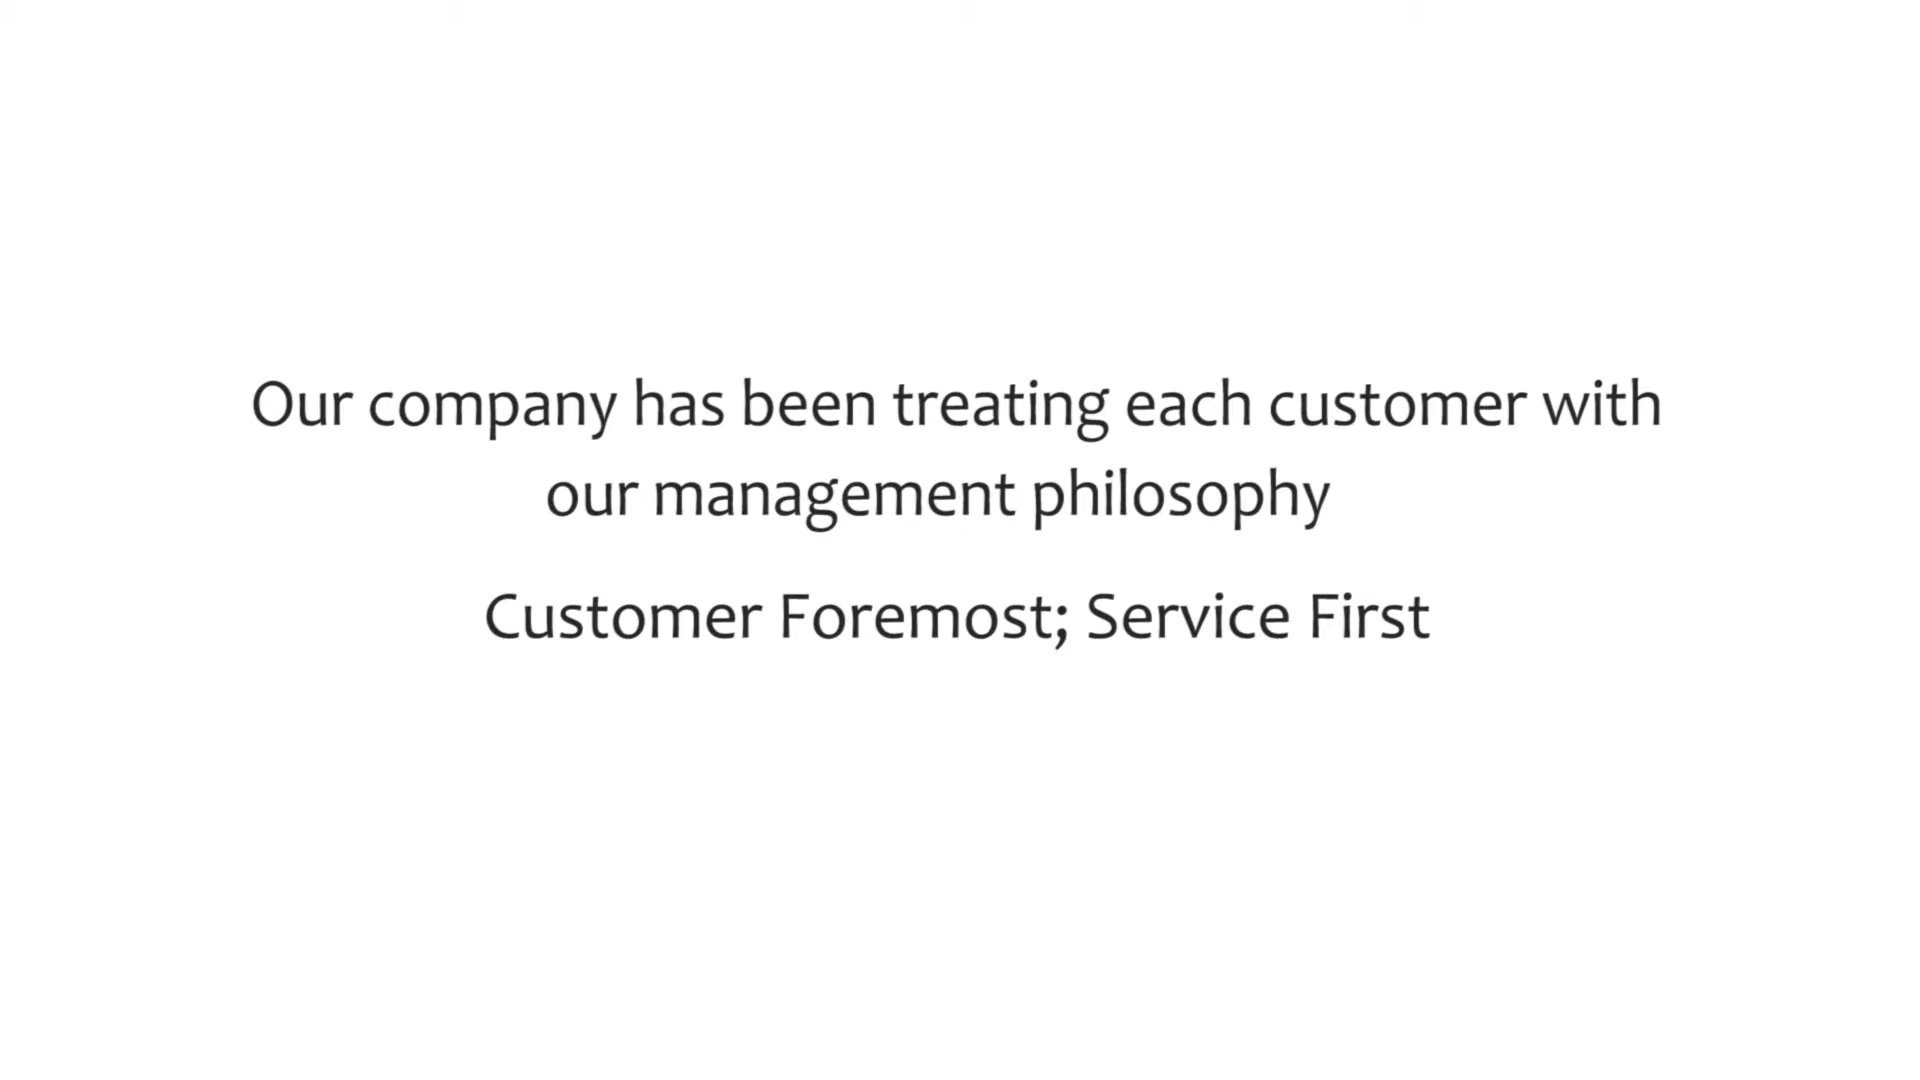 Our company has been treating each customer with
our management philosophy
Customer Foremost; Service First